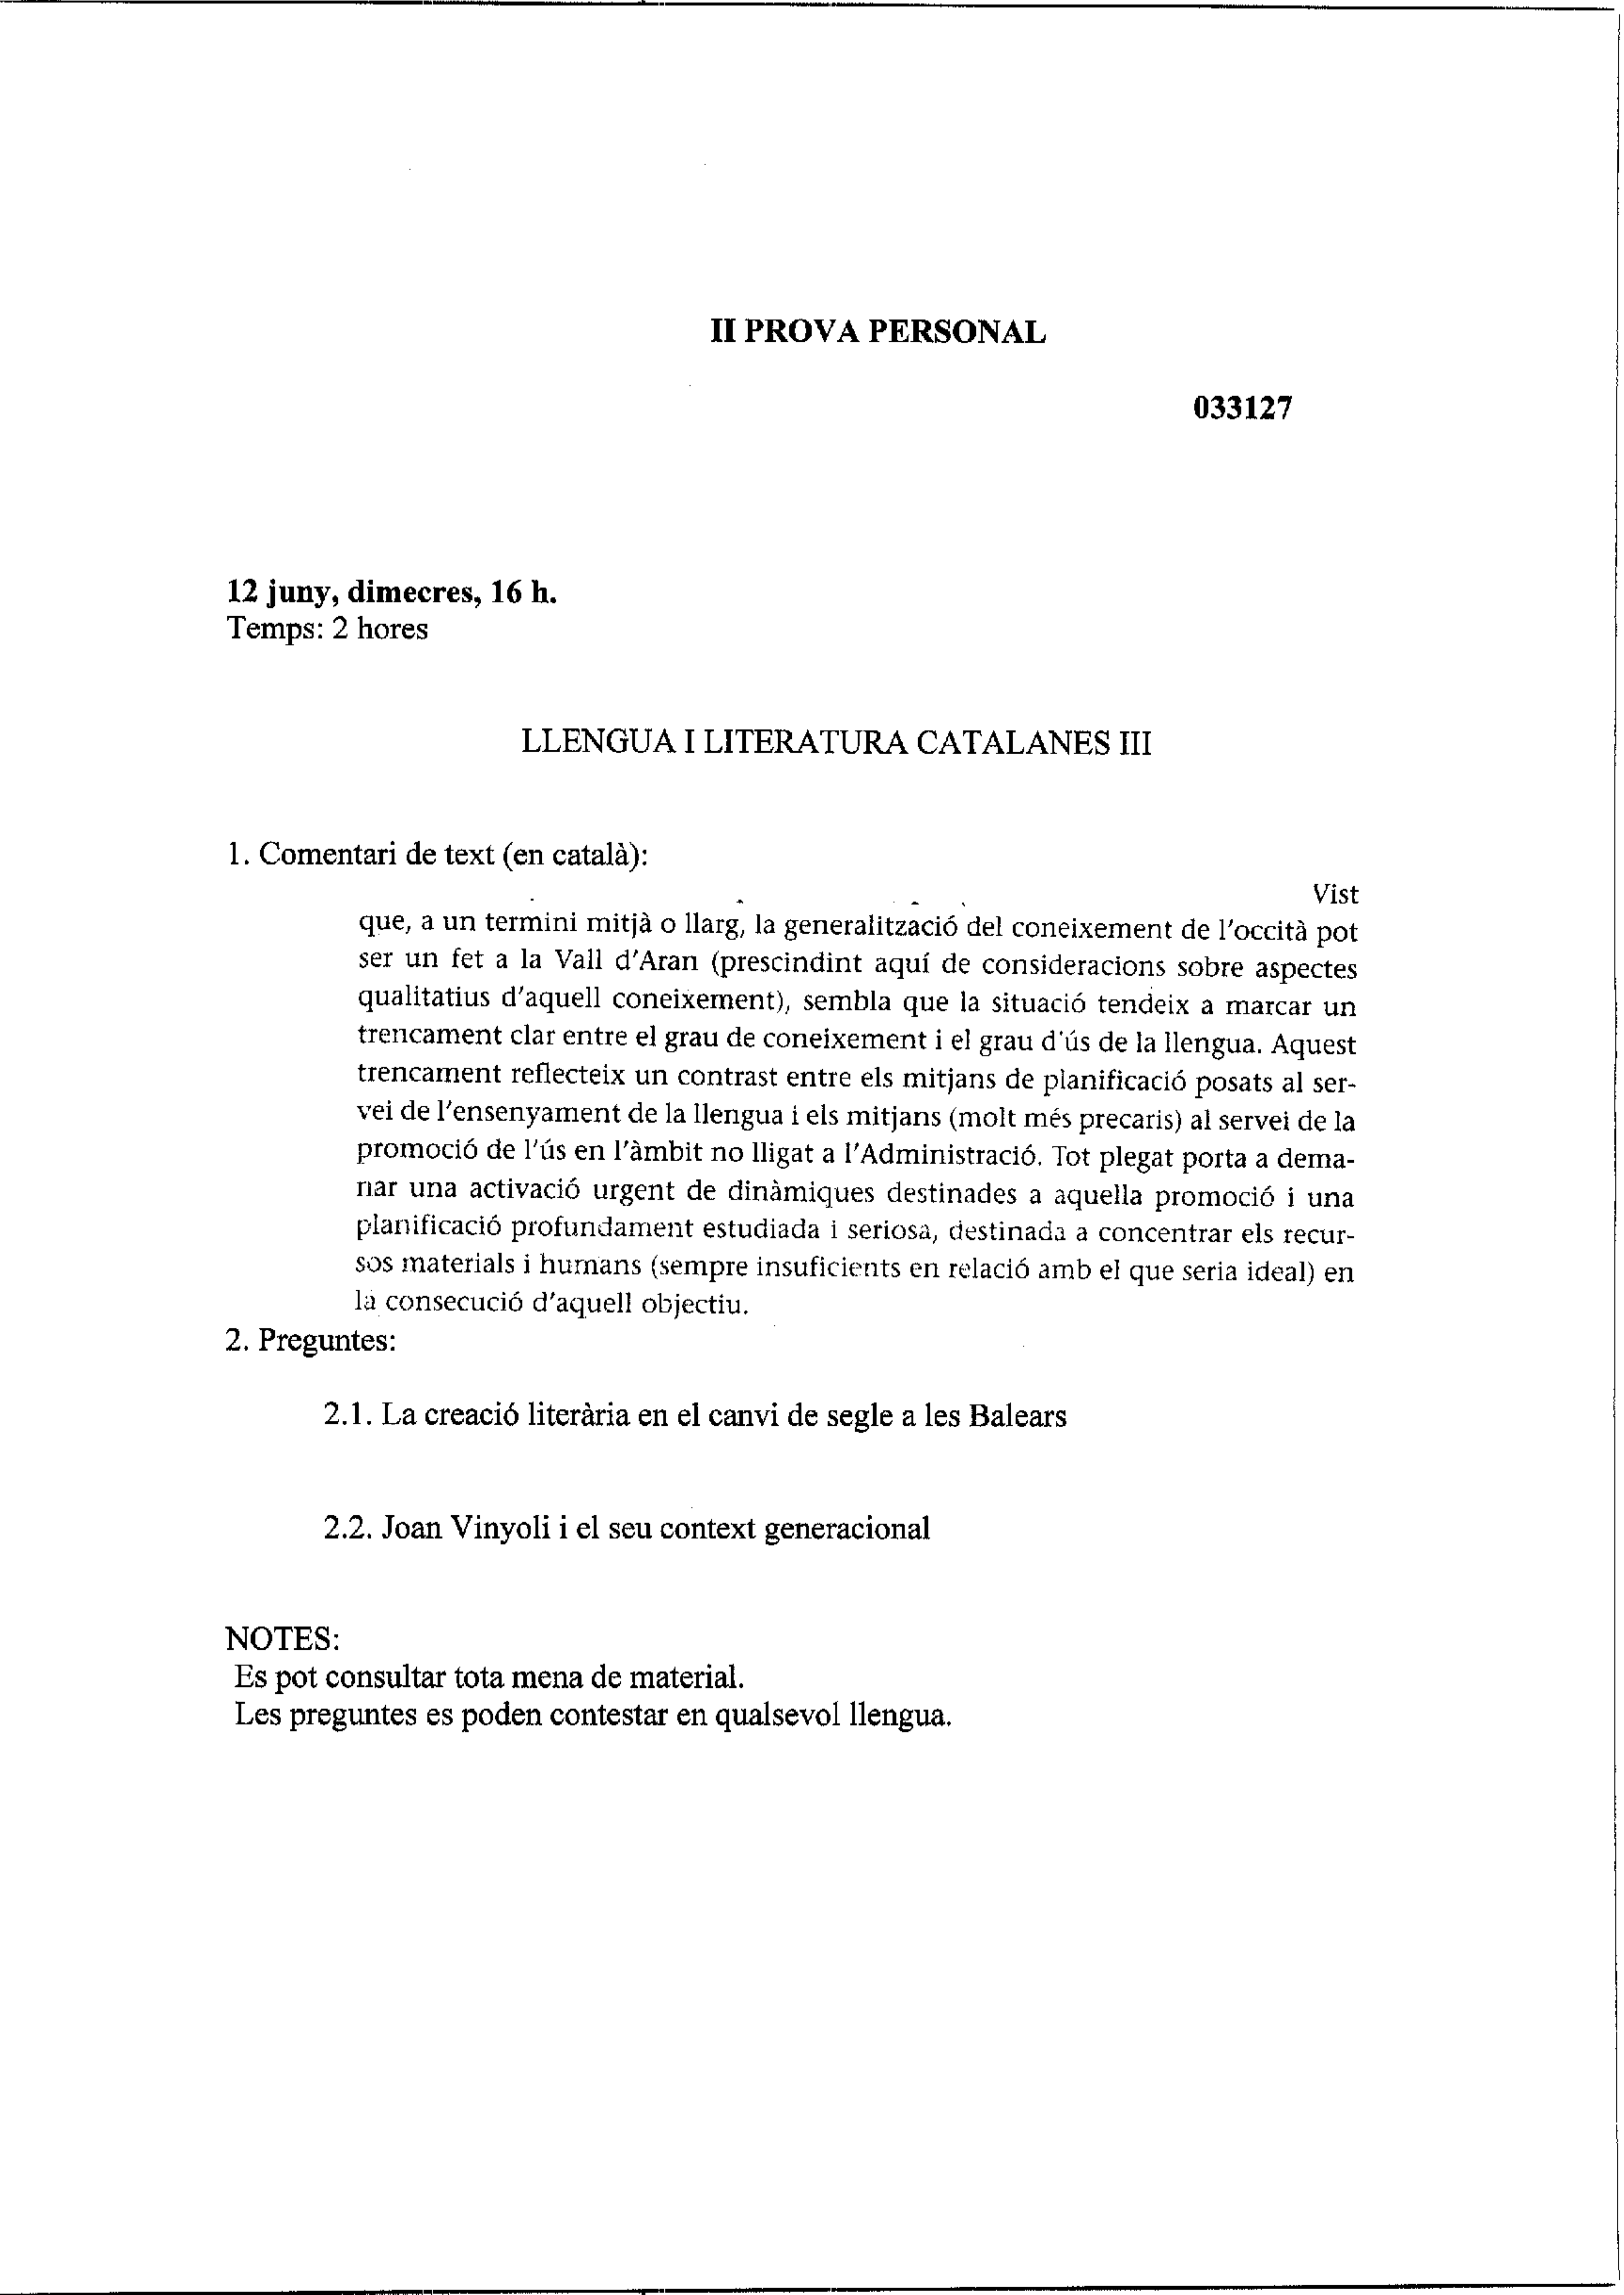 II PROVA PERSONAL
033127
12 juny, dimecres, 16 h.
Temps: 2 hores
LLENGUA I LITERATURA CATALANES III
1. Comentari de text (en català):
Vist
que, a un termini mitjà o llarg, la generalització del coneixement de l'occità pot
ser un fet a la Vall d'Aran (prescindint aquí de consideracions sobre aspectes
qualitatius d'aquell coneixement), sembla que la situació tendeix a marcar un
trencament clar entre el grau de coneixement i el grau d'ús de la llengua. Aquest
trencament reflecteix un contrast entre els mitjans de planificació posats al ser-
vei de l'ensenyament de la llengua i els mitjans (molt més precaris) al servei de la
promoció de l'ús en l'àmbit no lligat a l'Administració. Tot plegat porta a dema-
nar una activació urgent de dinàmiques destinades a aquella promoció i una
planificació profundament estudiada i seriosa, destinada a concentrar els recur-
sos materials i humans (sempre insuficients en relació amb el que seria ideal) en
la consecució d'aquell objectiu.
2. Preguntes:
2.1. La creació literària en el canvi de segle a les Balears
2.2. Joan Vinyoli i el seu context generacional
NOTES:
Es pot consultar tota mena de material.
Les preguntes es poden contestar en qualsevol llengua.